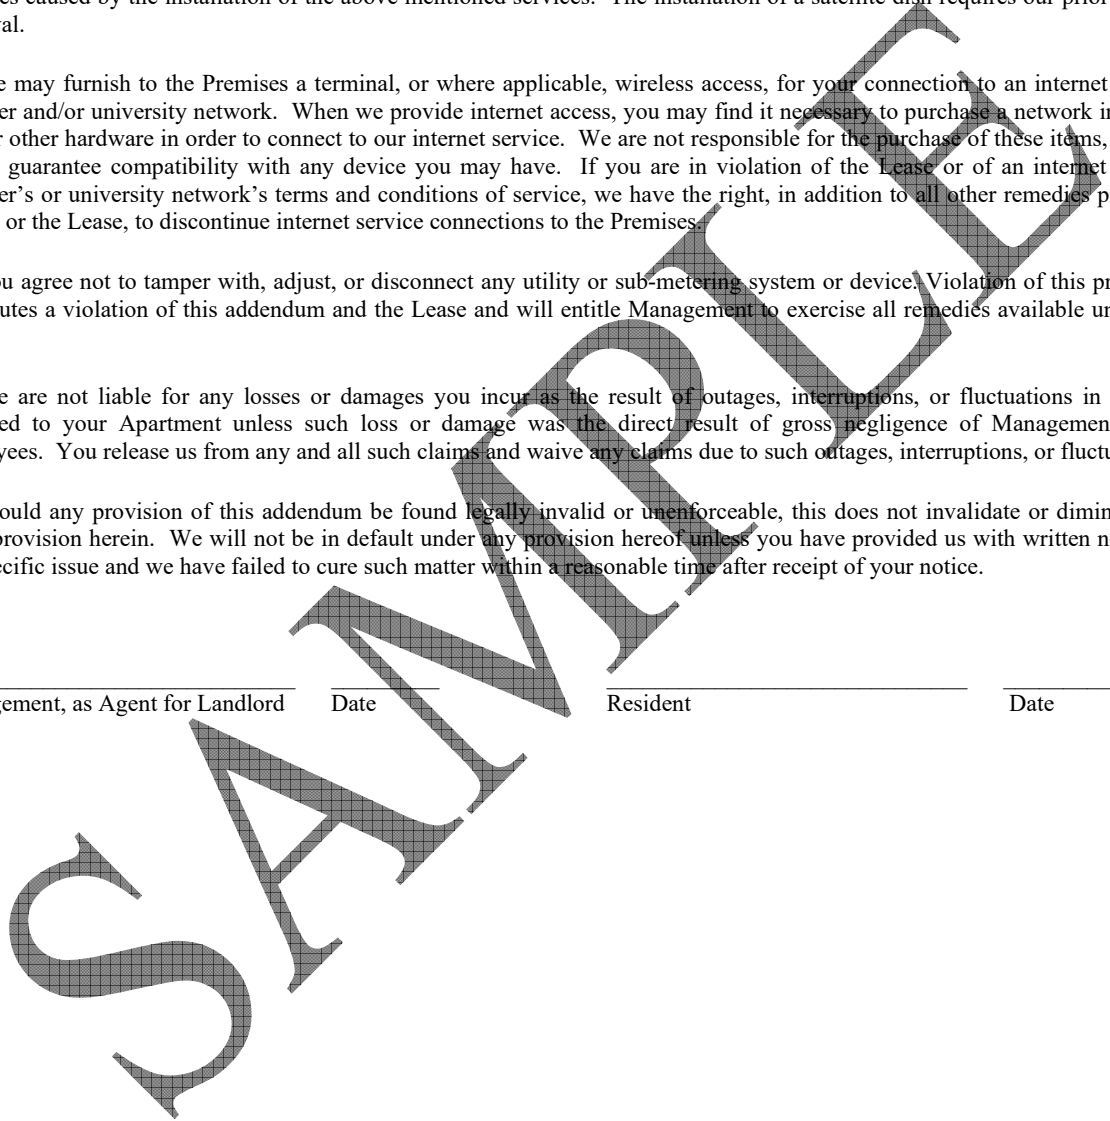 es caused by the installation of the above mentioned services. The installation of a satellite dish requires our prior
val.
e may furnish to the Premises a terminal, or where applicable, wireless access, for your connection to an internet
er and/or university network. When we provide internet access, you may find it necessary to purchase a network in
r other hardware in order to connect to our internet service. We are not responsible for the purchase of these items,
guarantee compatibility with any device you may have. If you are in violation of the Lease or of an internet
er's or university network's terms and conditions of service, we have the right, in addition to all other remedies p
or the Lease, to discontinue internet service connections to the Premises.
ou agree not to tamper with, adjust, or disconnect any utility or sub-metering system or device. Violation of this pr
utes a violation of this addendum and the Lease and will entitle Management to exercise all remedies available un
e are not liable for any losses or damages you incur as the result of outages, interruptions, or fluctuations in
ed to your Apartment unless such loss or damage was the direct result of gross negligence of Managemen
yees. You release us from any and all such claims and waive any claims due to such outages, interruptions, or fluctu
ould any provision of this addendum be found legally invalid or unenforceable, this does not invalidate or dimin
provision herein. We will not be in default under any provision hereof unless you have provided us with written n
ecific issue and we have failed to cure such matter within a reasonable time after receipt of your notice.
gement, as Agent for Landlord Date Resident Date
SAMPLE